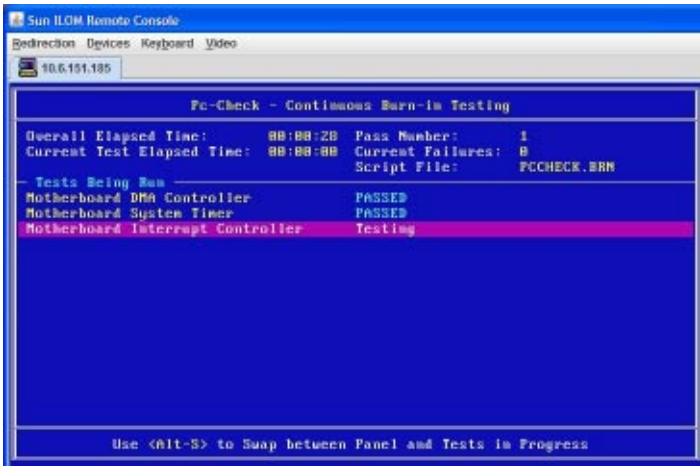 Sun ILOM Remote Console
Redirection Devices Keyboard Video
10.6.151.185
Pc-Check - Continuous Burn-in Testing
Overall Elapsed Time: 00:00:28 Pass Number: 1
Current Test Elapsed Time: 00:00:00 Current Failures: 0
Script File: PCCHECK.BRN
Tests Being Run
Motherboard DMA Controller PASSED
Motherboard System Timer PASSED
Motherboard Interrupt Controller Testing
Use <Alt-S> to Swap between Panel and Tests in Progress